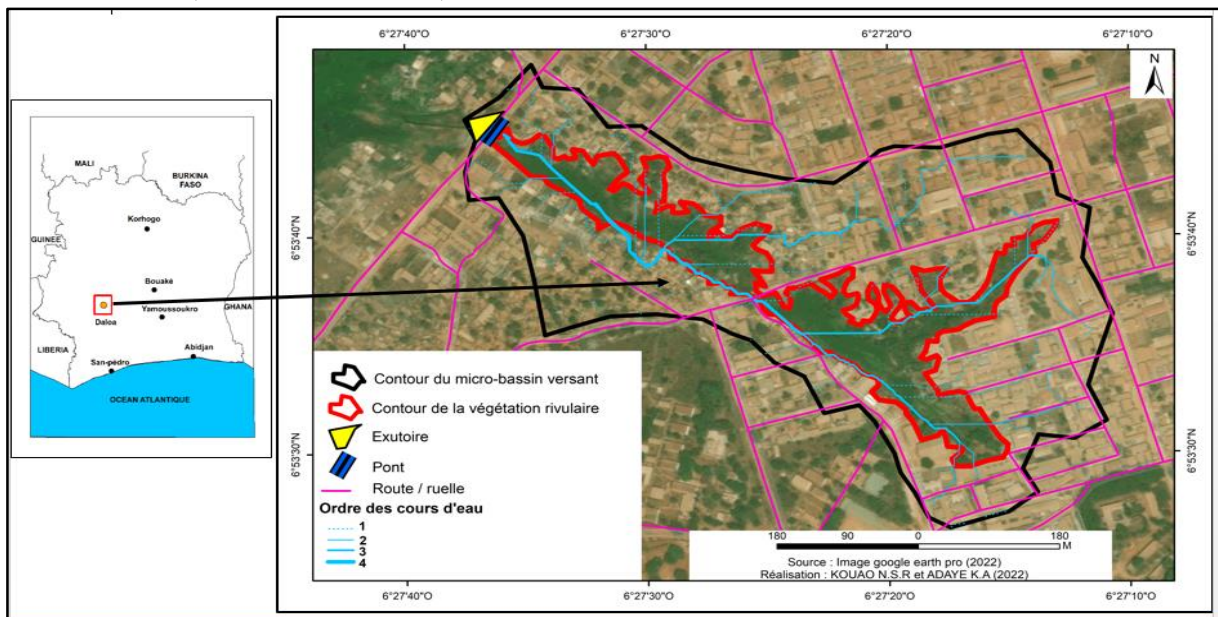 MALI
BURKINA
FASO
Korhogo
GUINEE
Bouaké
Yamoussoukro
GHANA
Daloa
LIBERIA
San-pédro
Abidjan
OCEAN ATLANTIQUE
6°27'40"O
6°27'30"O
6°27'20"O
6°27'10"O
N
6°53'40"N
6°53'40"N
6°53'30"N
6°53'30"N
Contour du micro-bassin versant
Contour de la végétation rivulaire
Exutoire
Pont
Route / ruelle
Ordre des cours d'eau
1
2
3
4
180 90 0 180
M
Source : Image google earth pro (2022)
Réalisation : KOUAO N.S.R et ADAYE K.A (2022)
6°27'40"O
6°27'30"O
6°27'20"O
6°27'10"O